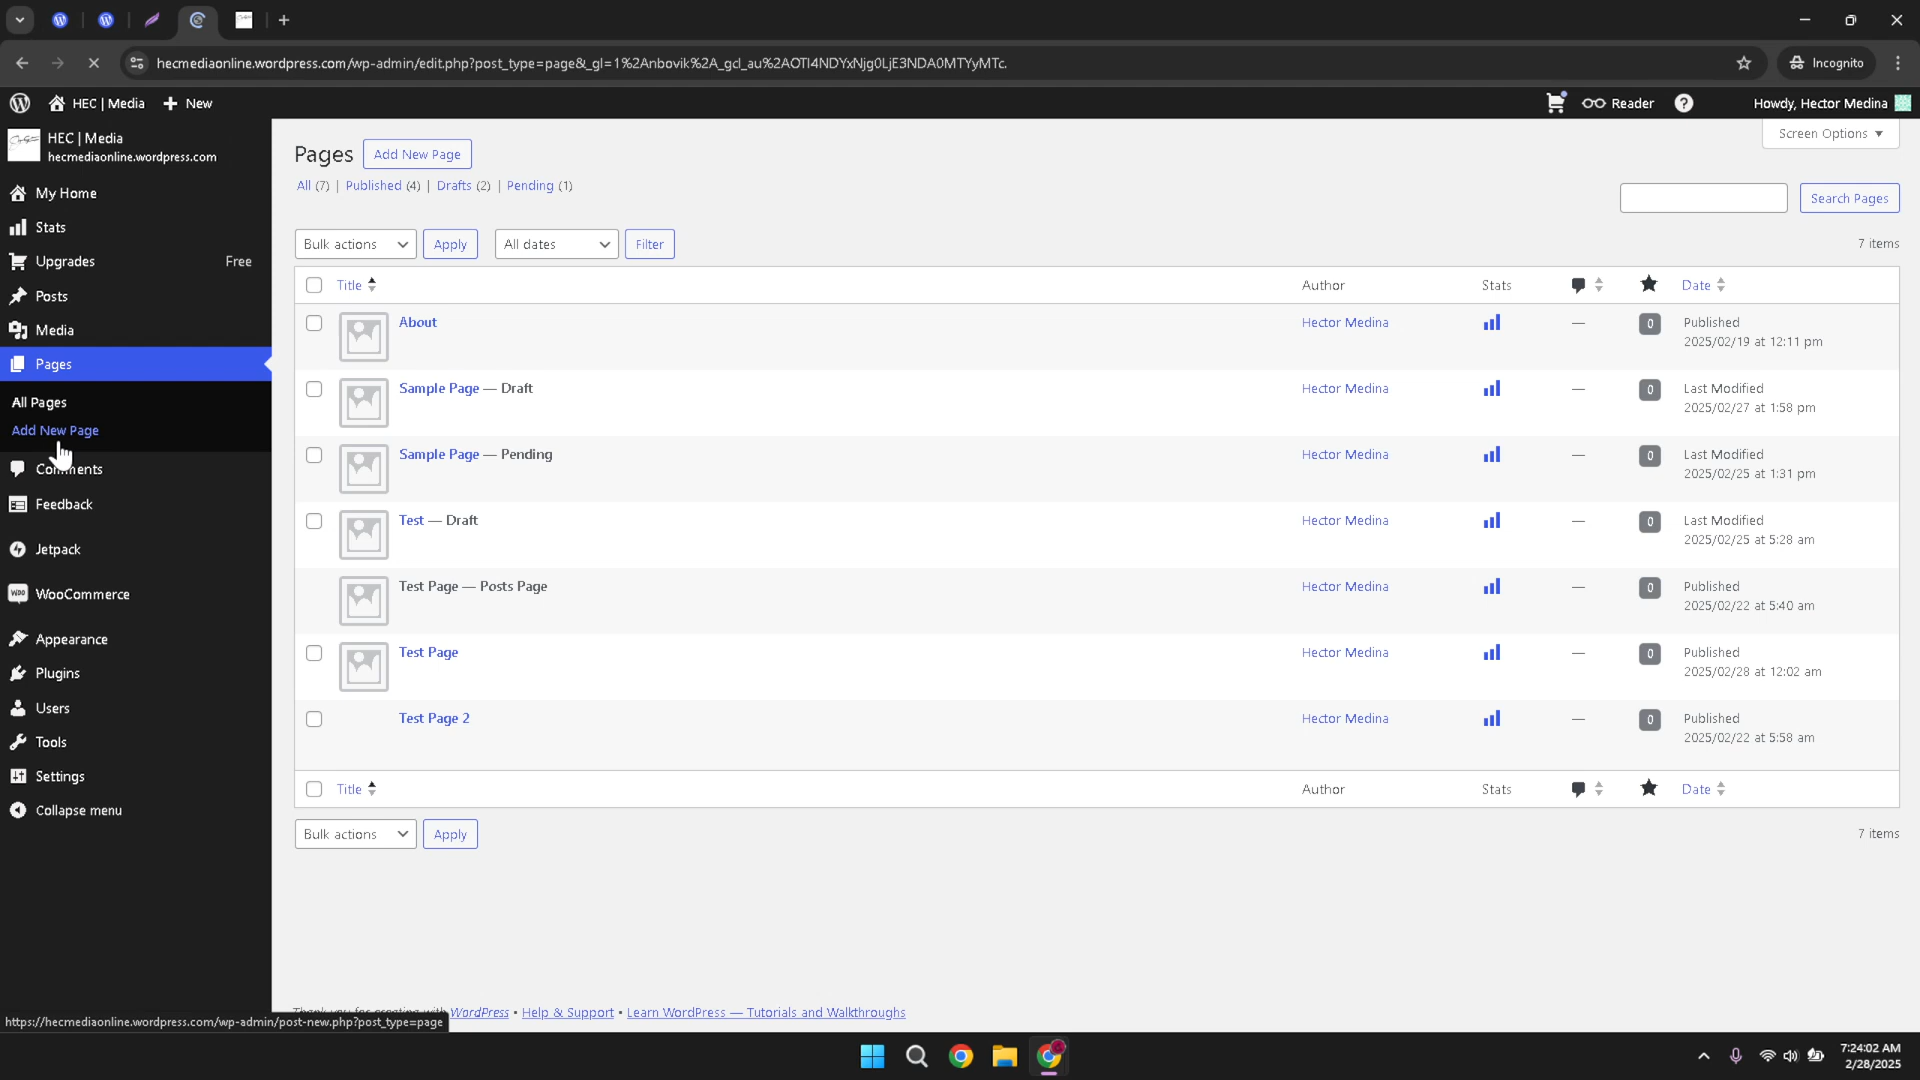 hecmediaonline.wordpress.com/wp-admin/edit.php?post_type=page&_gl=1%2Anbovik%2A_gcl_au%2AOTI4NDYxNjg0LjE3NDA0MTYyMTc.
Incognito
HEC | Media
New
Reader
Howdy, Hector Medina
HEC | Media
hecmediaonline.wordpress.com
My Home
Stats
Upgrades Free
Posts
Media
Pages
All Pages
Add New Page
Comments
Feedback
Jetpack
WooCommerce
Appearance
Plugins
Users
Tools
Settings
Collapse menu
Screen Options
Pages Add New Page
All (7) | Published (4) | Drafts (2) | Pending (1)
Search Pages
Bulk actions Apply All dates Filter 7 items
Title Author Stats Date
About Hector Medina — 0 Published
2025/02/19 at 12:11 pm
Sample Page — Draft Hector Medina — 0 Last Modified
2025/02/27 at 1:58 pm
Sample Page — Pending Hector Medina — 0 Last Modified
2025/02/25 at 1:31 pm
Test — Draft Hector Medina — 0 Last Modified
2025/02/25 at 5:28 am
Test Page — Posts Page Hector Medina — 0 Published
2025/02/22 at 5:40 am
Test Page Hector Medina — 0 Published
2025/02/28 at 12:02 am
Test Page 2 Hector Medina — 0 Published
2025/02/22 at 5:58 am
Title Author Stats Date
Bulk actions Apply 7 items
Thank you for creating with WordPress • Help & Support • Learn WordPress — Tutorials and Walkthroughs
https://hecmediaonline.wordpress.com/wp-admin/post-new.php?post_type=page
7:24:02 AM
2/28/2025